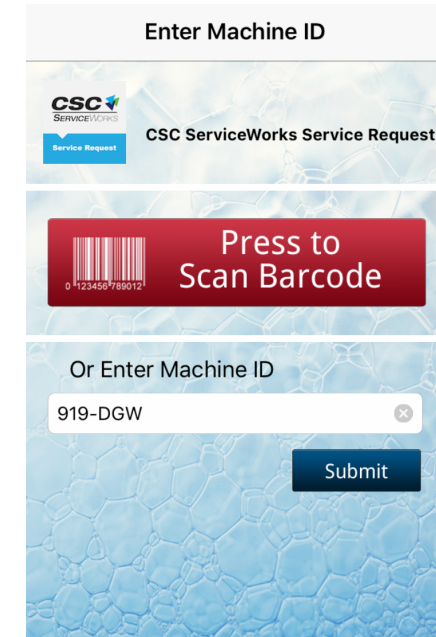 Enter Machine ID
CSC
SERVICEWORKS
Service Request
CSC ServiceWorks Service Request
Press to
Scan Barcode
0 123456 789012
Or Enter Machine ID
919-DGW
Submit